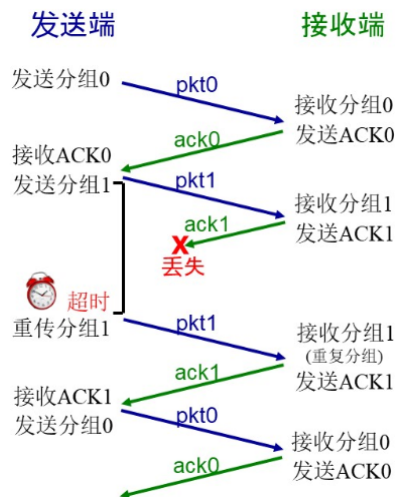 发送端 接收端
发送分组0
pkt0
接收分组0
发送ACK0
ack0
接收ACK0
发送分组1
pkt1
接收分组1
发送ACK1
ack1
X
丢失
超时
重传分组1
pkt1
接收分组1
(重复分组)
发送ACK1
ack1
接收ACK1
发送分组0
pkt0
接收分组0
发送ACK0
ack0